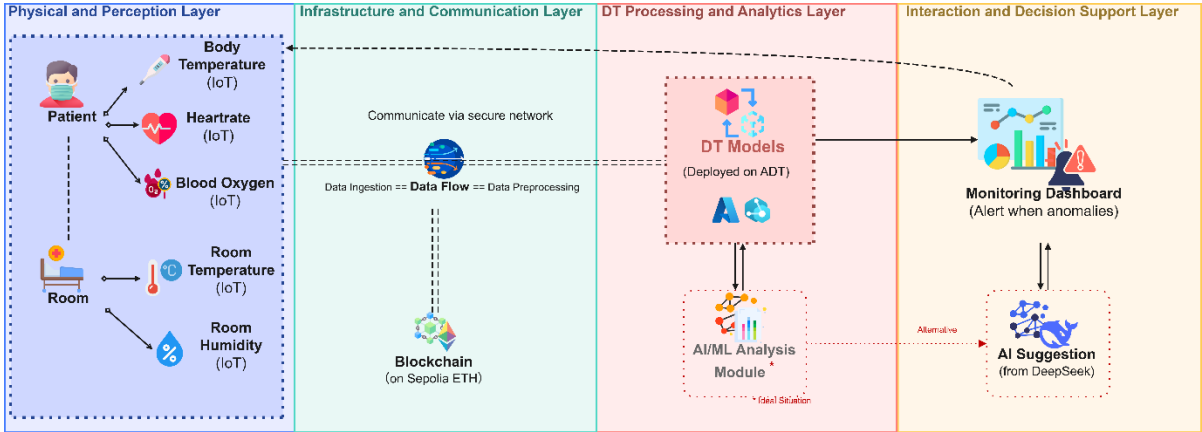 Physical and Perception Layer
Patient
Body
Temperature
(IoT)
Heartrate
(IoT)
O₂ %
Blood Oxygen
(IoT)
Room
°C
Room
Temperature
(IoT)
%
Room
Humidity
(IoT)
Infrastructure and Communication Layer
Communicate via secure network
Data Ingestion == Data Flow == Data Preprocessing
Blockchain
(on Sepolia ETH)
DT Processing and Analytics Layer
DT Models
(Deployed on ADT)
AI/ML Analysis
Module *
* Ideal Situation
Interaction and Decision Support Layer
Monitoring Dashboard
(Alert when anomalies)
Alternative
AI Suggestion
(from DeepSeek)